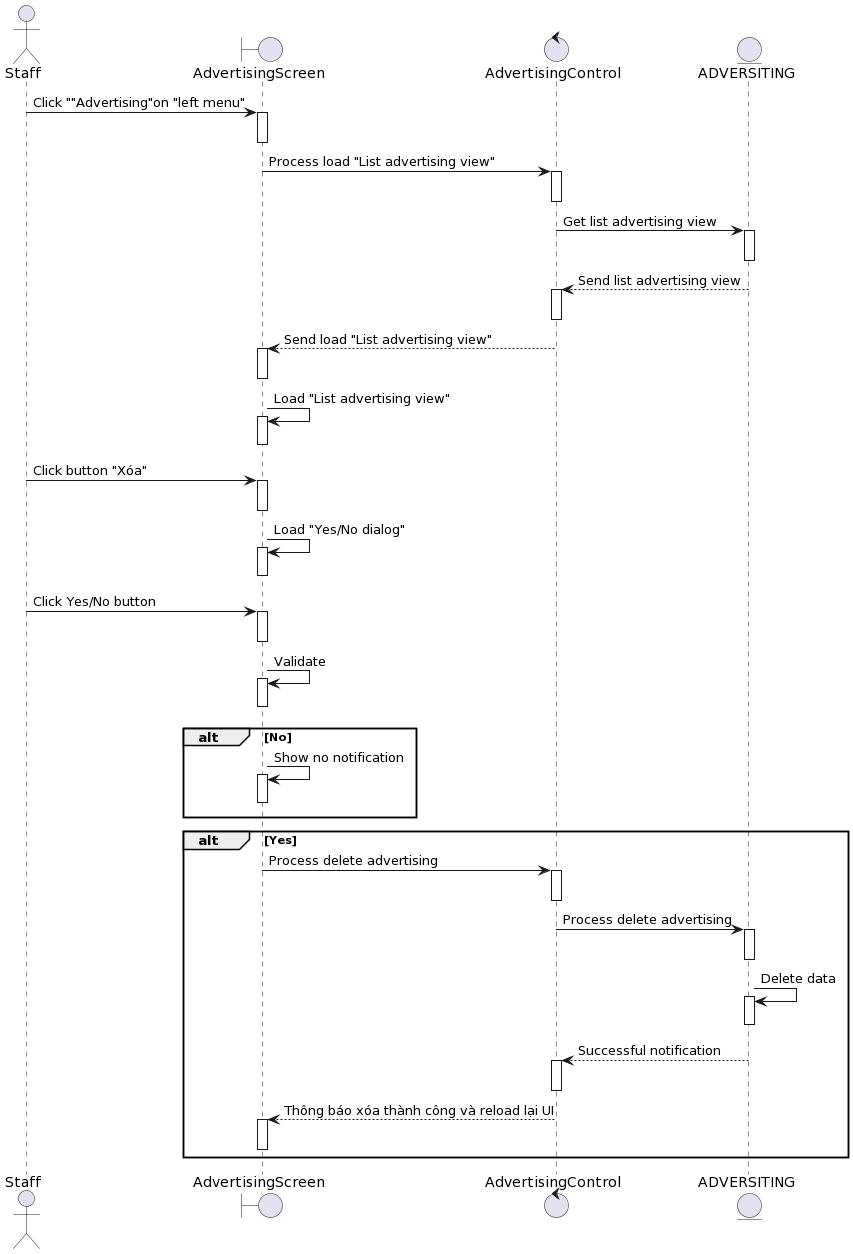 Staff
AdvertisingScreen
AdvertisingControl
ADVERSITING
Click ""Advertising"on "left menu"
Process load "List advertising view"
Get list advertising view
Send list advertising view
Send load "List advertising view"
Load "List advertising view"
Click button "Xóa"
Load "Yes/No dialog"
Click Yes/No button
Validate
alt [No]
Show no notification
alt [Yes]
Process delete advertising
Process delete advertising
Delete data
Successful notification
Thông báo xóa thành công và reload lại UI
Staff
AdvertisingScreen
AdvertisingControl
ADVERSITING